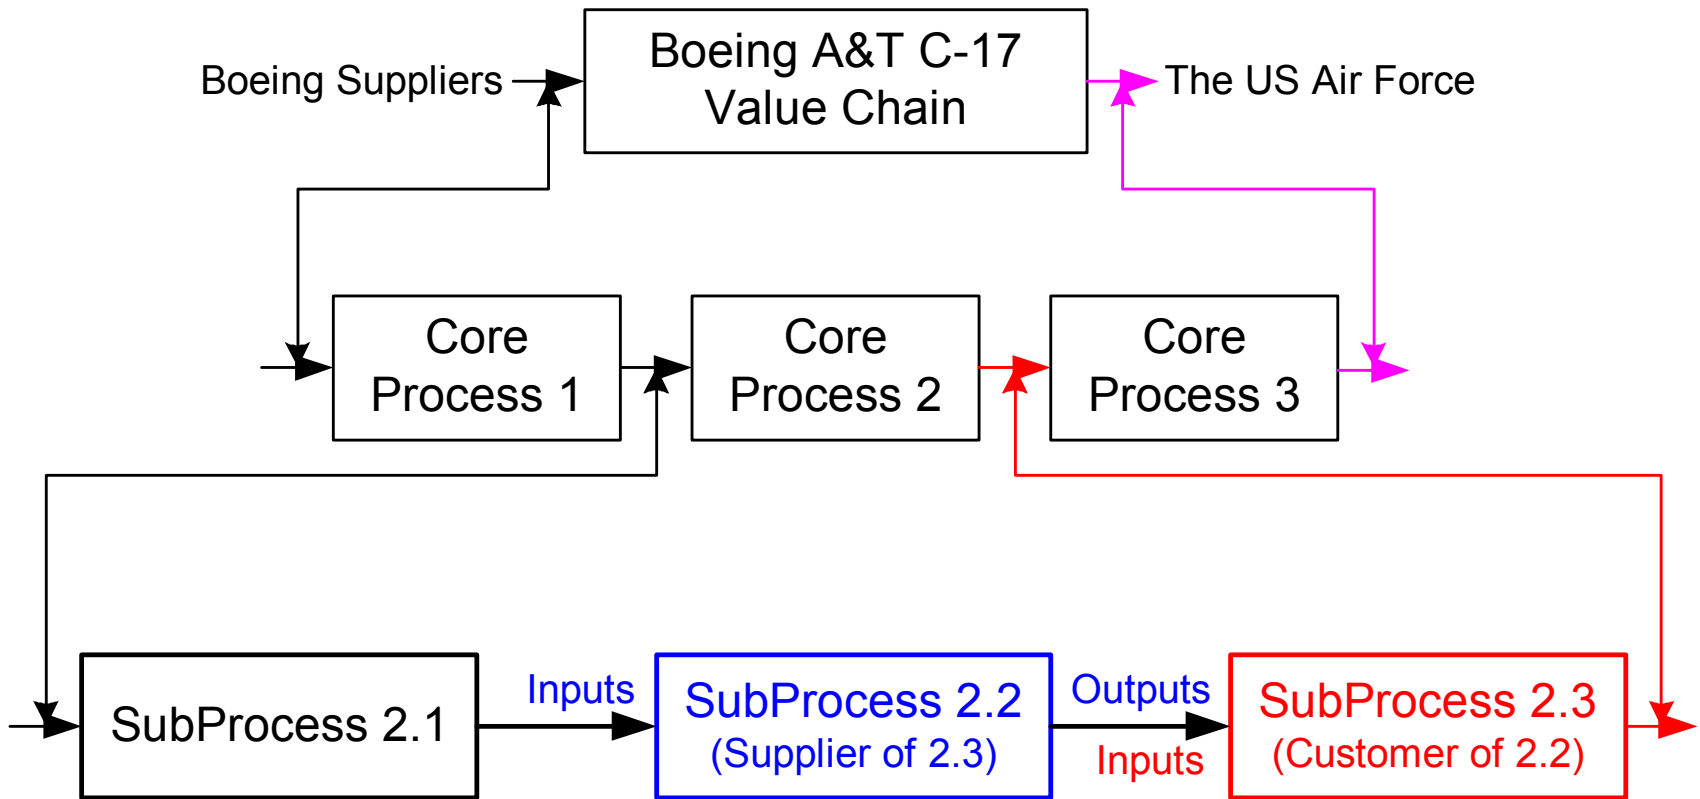 Boeing A&T C-17
Value Chain
Boeing Suppliers
The US Air Force
Core
Process 1
Core
Process 2
Core
Process 3
SubProcess 2.1
Inputs
SubProcess 2.2
(Supplier of 2.3)
Outputs
Inputs
SubProcess 2.3
(Customer of 2.2)